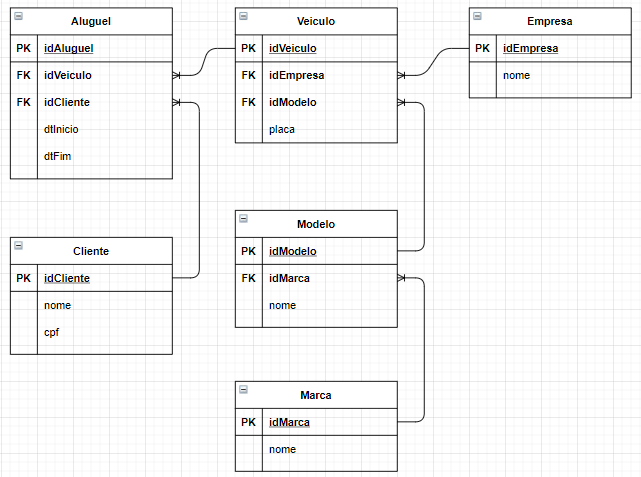 Aluguel
PK idAluguel
FK idVeiculo
FK idCliente
dtInicio
dtFim
Veiculo
PK idVeiculo
FK idEmpresa
FK idModelo
placa
Empresa
PK idEmpresa
nome
Cliente
PK idCliente
nome
cpf
Modelo
PK idModelo
FK idMarca
nome
Marca
PK idMarca
nome